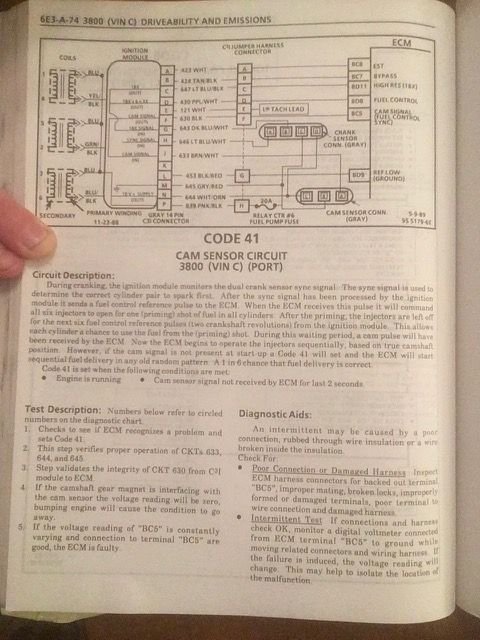 6E3-A-74 3800 (VIN C) DRIVEABILITY AND EMISSIONS
COILS
IGNITION
MODULE
C3I JUMPER HARNESS
CONNECTOR
ECM
BLU
YEL
BLK
BLU
GRN
BLK
BLU
BLU/
BLK
A
B
C
D
E
F
G
H
J
K
L
M
N
P
423 WHT
424 TAN/BLK
647 LT BLU/BLK
430 PPL/WHT
121 WHT
630 BLK
643 DK BLU/WHT
646 LT BLU/WHT
633 BRN/WHT
453 BLK/RED
645 GRY/RED
644 WHT/ORN
839 PNK/BLK
A
B
C
D
E
F
G
H
TACH LEAD
CRANK
SENSOR
CONN. (GRAY)
BC8 EST
BC7 BYPASS
BD11 HIGH RES (18X)
BD8 FUEL CONTROL
BC5 CAM SIGNAL
(FUEL CONTROL
SYNC)
BD9 REF LOW
(GROUND)
20A
RELAY CTR #6
FUEL PUMP FUSE
CAM SENSOR CONN.
(GRAY)
SECONDARY
PRIMARY WINDING
11-23-88
GRAY 14 PIN
C3I CONNECTOR
5-9-89
CODE 41
CAM SENSOR CIRCUIT
3800 (VIN C) (PORT)
Circuit Description:
During cranking, the ignition module monitors the dual crank sensor sync signal. The sync signal is used to
determine the correct cylinder pair to spark first. After the sync signal has been processed by the ignition
module it sends a fuel control reference pulse to the ECM. When the ECM receives this pulse it will command
all six injectors to open for one (priming) shot of fuel in all cylinders. After the priming, the injectors are left off
for the next six fuel control reference pulses (two crankshaft revolutions) from the ignition module. This allows
each cylinder a chance to use the fuel from the (priming) shot. During this waiting period, a cam pulse will have
been received by the ECM. Now the ECM begins to operate the injectors sequentially, based on true camshaft
position. However, if the cam signal is not present at start-up a Code 41 will set and the ECM will start
sequential fuel delivery in any old random pattern. A 1 in 6 chance that fuel delivery is correct.
Code 41 is set when the following conditions are met:
• Engine is running • Cam sensor signal not received by ECM for last 2 seconds.
Test Description: Numbers below refer to circled
numbers on the diagnostic chart.
1. Checks to see if ECM recognizes a problem and
sets Code 41.
2. This step verifies proper operation of CKTs 633,
644, and 645
3. Step validates the integrity of CKT 630 from C3I
module to ECM.
4. If the camshaft gear magnet is interfacing with
the cam sensor the voltage reading will be zero,
bumping engine will cause the condition to go
away.
5. If the voltage reading of "BC5" is constantly
varying and connection to terminal "BC5" are
good, the ECM is faulty.
Diagnostic Aids:
An intermittent may be caused by a poor
connection, rubbed through wire insulation or a wire
broken inside the insulation.
Check For:
• Poor Connection or Damaged Harness Inspect
ECM harness connectors for backed out terminal
"BC5", improper mating, broken locks, improperly
formed or damaged terminals, poor terminal to
wire connection and damaged harness.
• Intermittent Test If connections and harness
check OK, monitor a digital voltmeter connected
from ECM terminal "BC5" to ground while
moving related connectors and wiring harness. If
the failure is induced, the voltage reading will
change. This may help to isolate the location of
the malfunction.